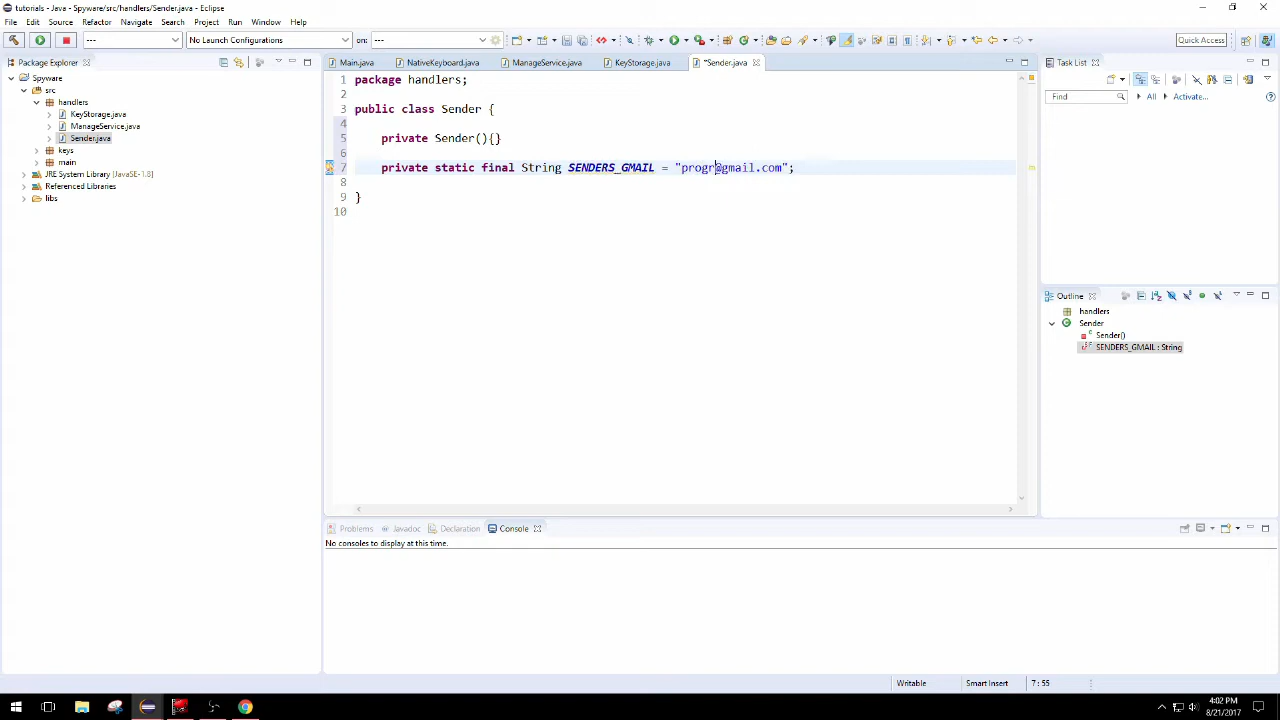 tutorials - Java - Spyware/src/handlers/Sender.java - Eclipse
File Edit Source Refactor Navigate Search Project Run Window Help
--- No Launch Configurations on: --- Quick Access
Package Explorer
Spyware
src
handlers
KeyStorage.java
ManageService.java
Sender.java
keys
main
JRE System Library [JavaSE-1.8]
Referenced Libraries
libs
Main.java NativeKeyboard.java ManageService.java KeyStorage.java *Sender.java
1 package handlers;
2
3 public class Sender {
4
5 private Sender(){}
6
7 private static final String SENDERS_GMAIL = "progr@gmail.com";
8
9 }
10
Task List
Find All Activate...
Outline
handlers
Sender
Sender()
SENDERS_GMAIL : String
Problems Javadoc Declaration Console
No consoles to display at this time.
Writable Smart Insert 7 : 55
4:02 PM
8/21/2017